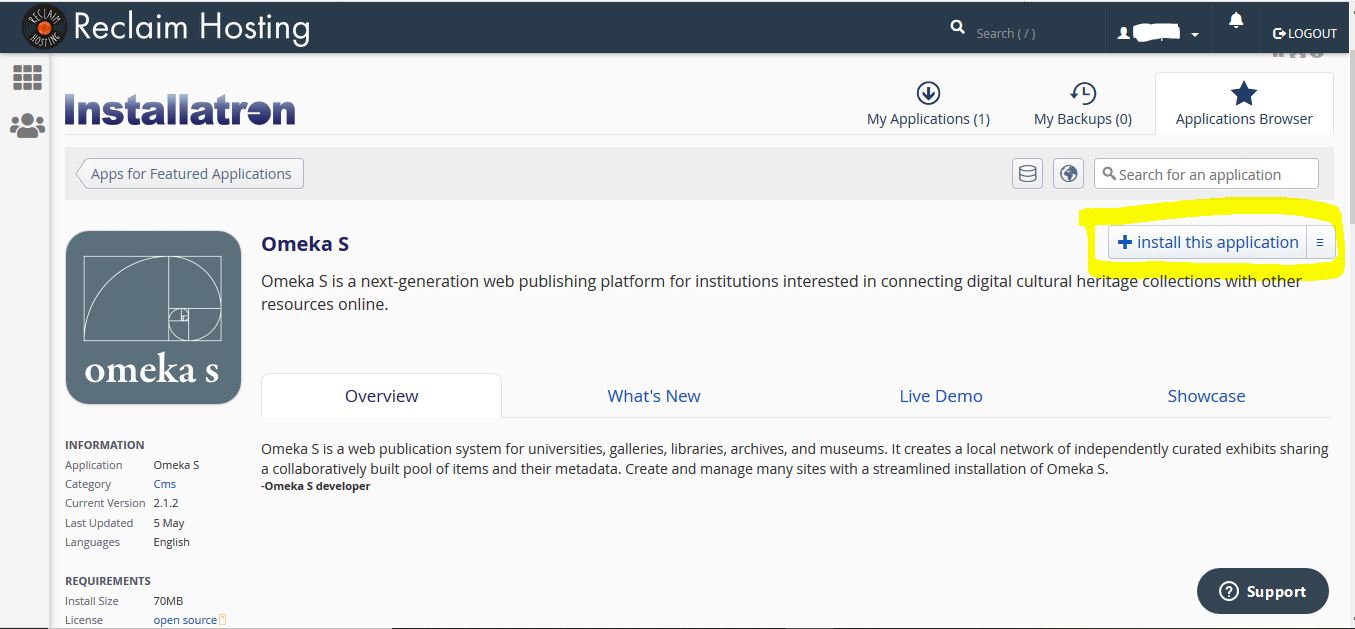 RECLAIM HOSTING
Reclaim Hosting
Search ( / )
LOGOUT
Installatron
My Applications (1)
My Backups (0)
Applications Browser
Apps for Featured Applications
Search for an application
omeka s
Omeka S
install this application
Omeka S is a next-generation web publishing platform for institutions interested in connecting digital cultural heritage collections with other
resources online.
Overview
What's New
Live Demo
Showcase
Omeka S is a web publication system for universities, galleries, libraries, archives, and museums. It creates a local network of independently curated exhibits sharing
a collaboratively built pool of items and their metadata. Create and manage many sites with a streamlined installation of Omeka S.
-Omeka S developer
INFORMATION
Application Omeka S
Category Cms
Current Version 2.1.2
Last Updated 5 May
Languages English
REQUIREMENTS
Install Size 70MB
License open source
Support